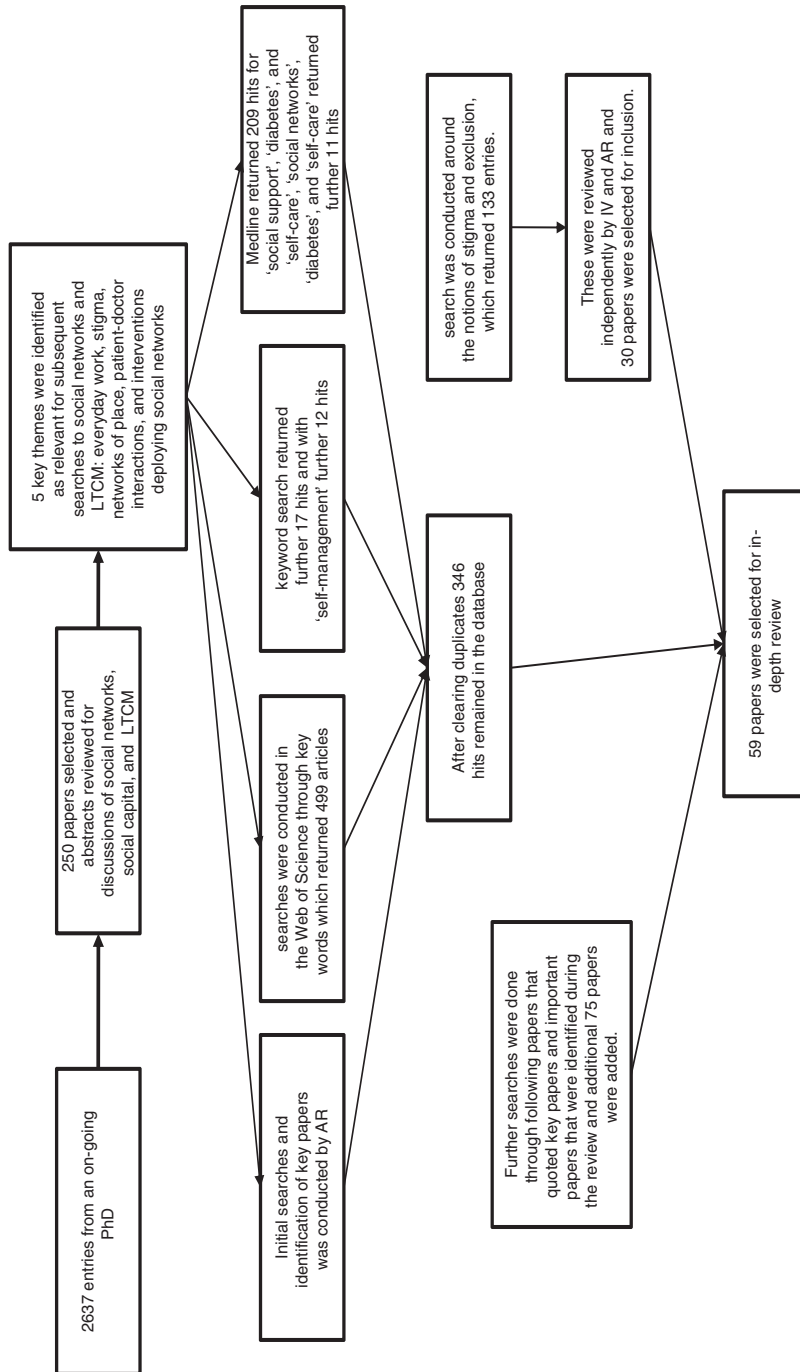 2637 entries from an on-going
PhD
250 papers selected and
abstracts reviewed for
discussions of social networks,
social capital, and LTCM
5 key themes were identified
as relevant for subsequent
searches to social networks and
LTCM: everyday work, stigma,
networks of place, patient-doctor
interactions, and interventions
deploying social networks
Initial searches and
identification of key papers
was conducted by AR
searches were conducted in
the Web of Science through key
words which returned 499 articles
keyword search returned
further 17 hits and with
‘self-management’ further 12 hits
Medline returned 209 hits for
‘social support’, ‘diabetes’, and
‘self-care’, ‘social networks’,
‘diabetes’, and ‘self-care’ returned
further 11 hits
After clearing duplicates 346
hits remained in the database
search was conducted around
the notions of stigma and exclusion,
which returned 133 entries.
These were reviewed
independently by IV and AR and
30 papers were selected for inclusion.
Further searches were done
through following papers that
quoted key papers and important
papers that were identified during
the review and additional 75 papers
were added.
59 papers were selected for in-
depth review